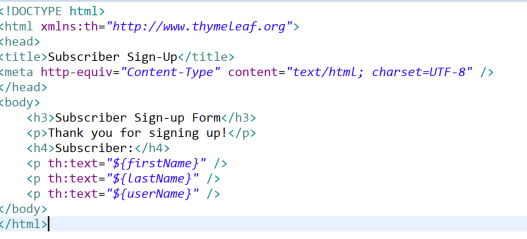 <!DOCTYPE html>
<html xmlns:th="http://www.thymeleaf.org">
<head>
<title>Subscriber Sign-Up</title>
<meta http-equiv="Content-Type" content="text/html; charset=UTF-8" />
</head>
<body>
    <h3>Subscriber Sign-up Form</h3>
    <p>Thank you for signing up!</p>
    <h4>Subscriber:</h4>
    <p th:text="${firstName}" />
    <p th:text="${lastName}" />
    <p th:text="${userName}" />
</body>
</html>